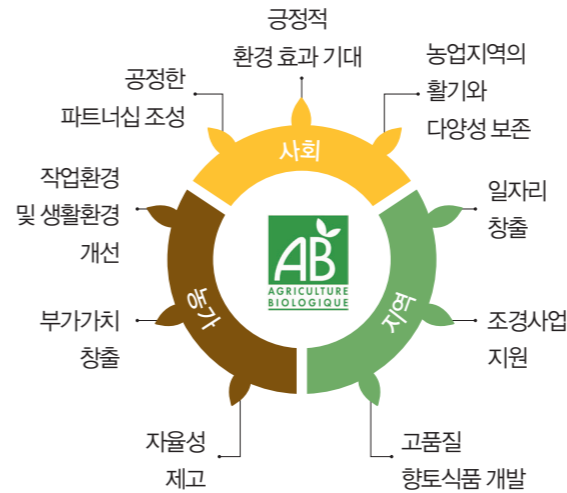 긍정적
환경 효과 기대
공정한
파트너십 조성
농업지역의
활기와
다양성 보존
사회
작업환경
및 생활환경
개선
일자리
창출
AB
AGRICULTURE
BIOLOGIQUE
농가
지역
부가가치
창출
조경사업
지원
자율성
제고
고품질
향토식품 개발